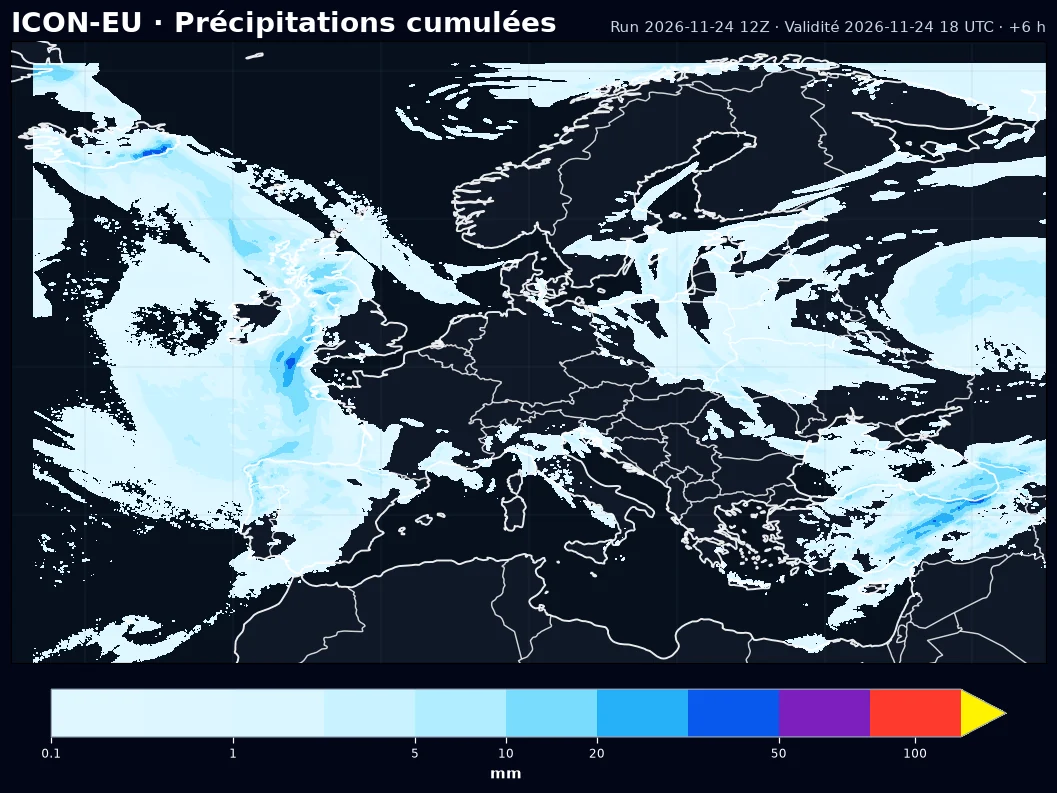 ICON-EU · Précipitations cumulées
Run 2026-11-24 12Z · Validité 2026-11-24 18 UTC · +6 h
0.1 1 5 10 20 50 100
mm